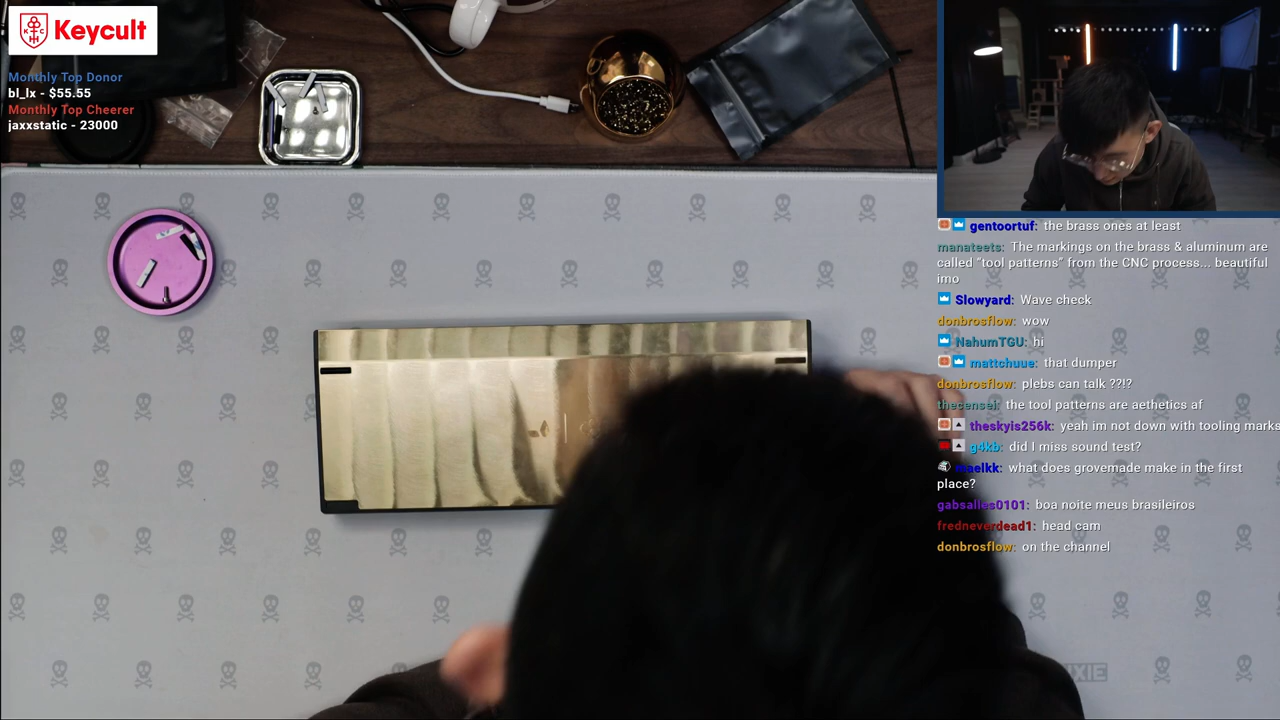 Keycult
Monthly Top Donor
bl_lx - $55.55
Monthly Top Cheerer
jaxxstatic - 23000
gentoortuf: the brass ones at least
manateets: The markings on the brass & aluminum are
called “tool patterns” from the CNC process... beautiful
imo
Slowyard: Wave check
donbrosflow: wow
NahumTGU: hi
mattchuue: that dumper
donbrosflow: plebs can talk ??!?
thecensei: the tool patterns are aethetics af
theskyis256k: yeah im not down with tooling marks
g4kb: did I miss sound test?
maelkk: what does grovemade make in the first
place?
gabsalles0101: boa noite meus brasileiros
fredneverdead1: head cam
donbrosflow: on the channel